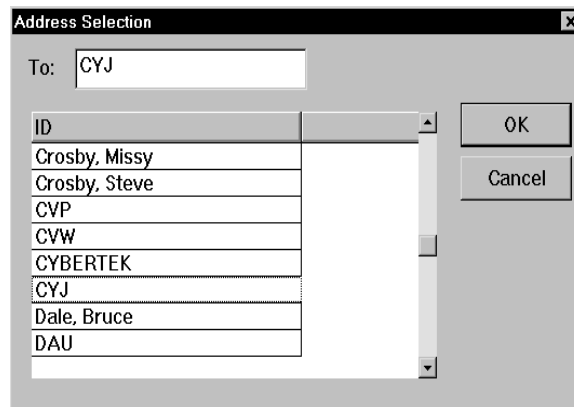 Address Selection
To: CYJ
ID
Crosby, Missy
Crosby, Steve
CVP
CVW
CYBERTEK
CYJ
Dale, Bruce
DAU
OK
Cancel